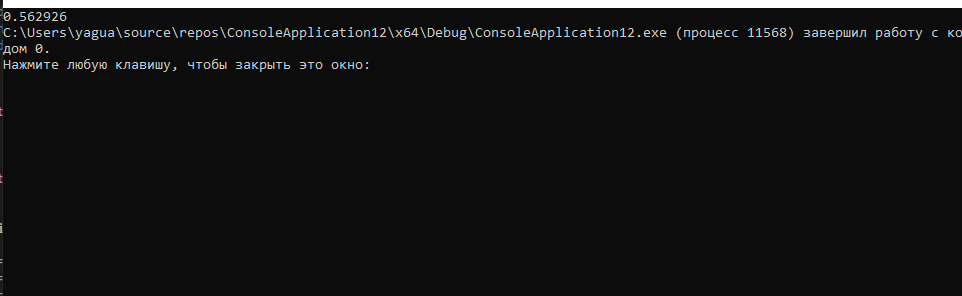 0.562926
C:\Users\yagua\source\repos\ConsoleApplication12\x64\Debug\ConsoleApplication12.exe (процесс 11568) завершил работу с ко
дом 0.
Нажмите любую клавишу, чтобы закрыть это окно: